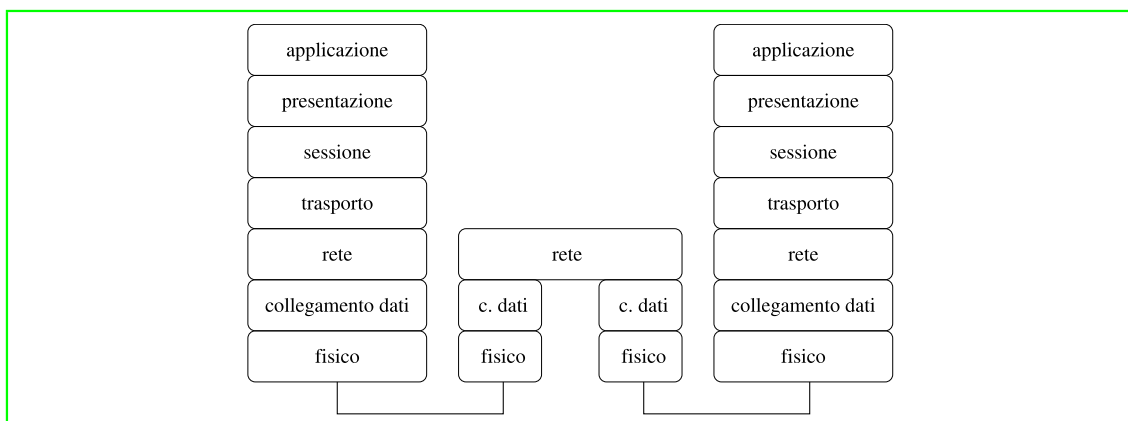 applicazione
presentazione
sessione
trasporto
rete
collegamento dati
fisico
rete
c. dati
c. dati
fisico
fisico
applicazione
presentazione
sessione
trasporto
rete
collegamento dati
fisico